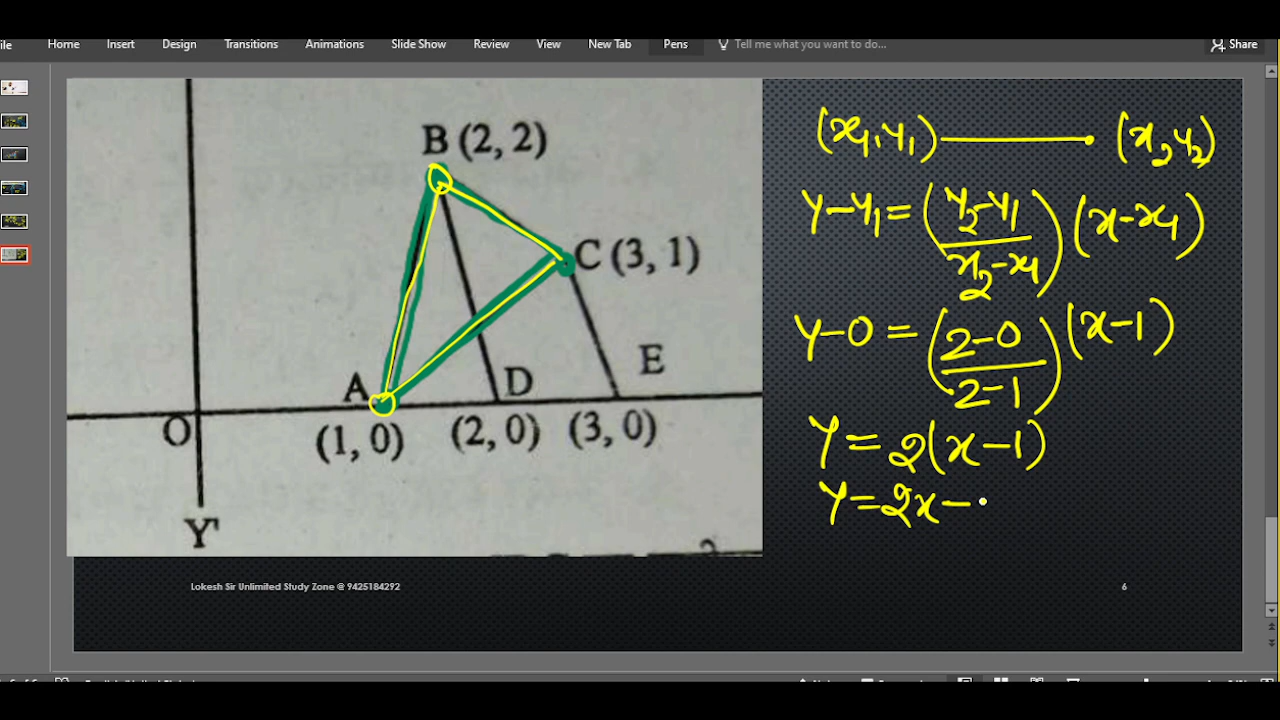 File Home Insert Design Transitions Animations Slide Show Review View New Tab Pens Tell me what you want to do... Share
B (2, 2)
C (3, 1)
A
D
E
O
(1, 0) (2, 0) (3, 0)
Y'
(x₁,y₁) (x₂,y₂)
y-y₁=(y₂-y₁/x₂-x₁)(x-x₁)
y-0=(2-0/2-1)(x-1)
y=2(x-1)
y=2x-
Lokesh Sir Unlimited Study Zone @ 9425184292
6